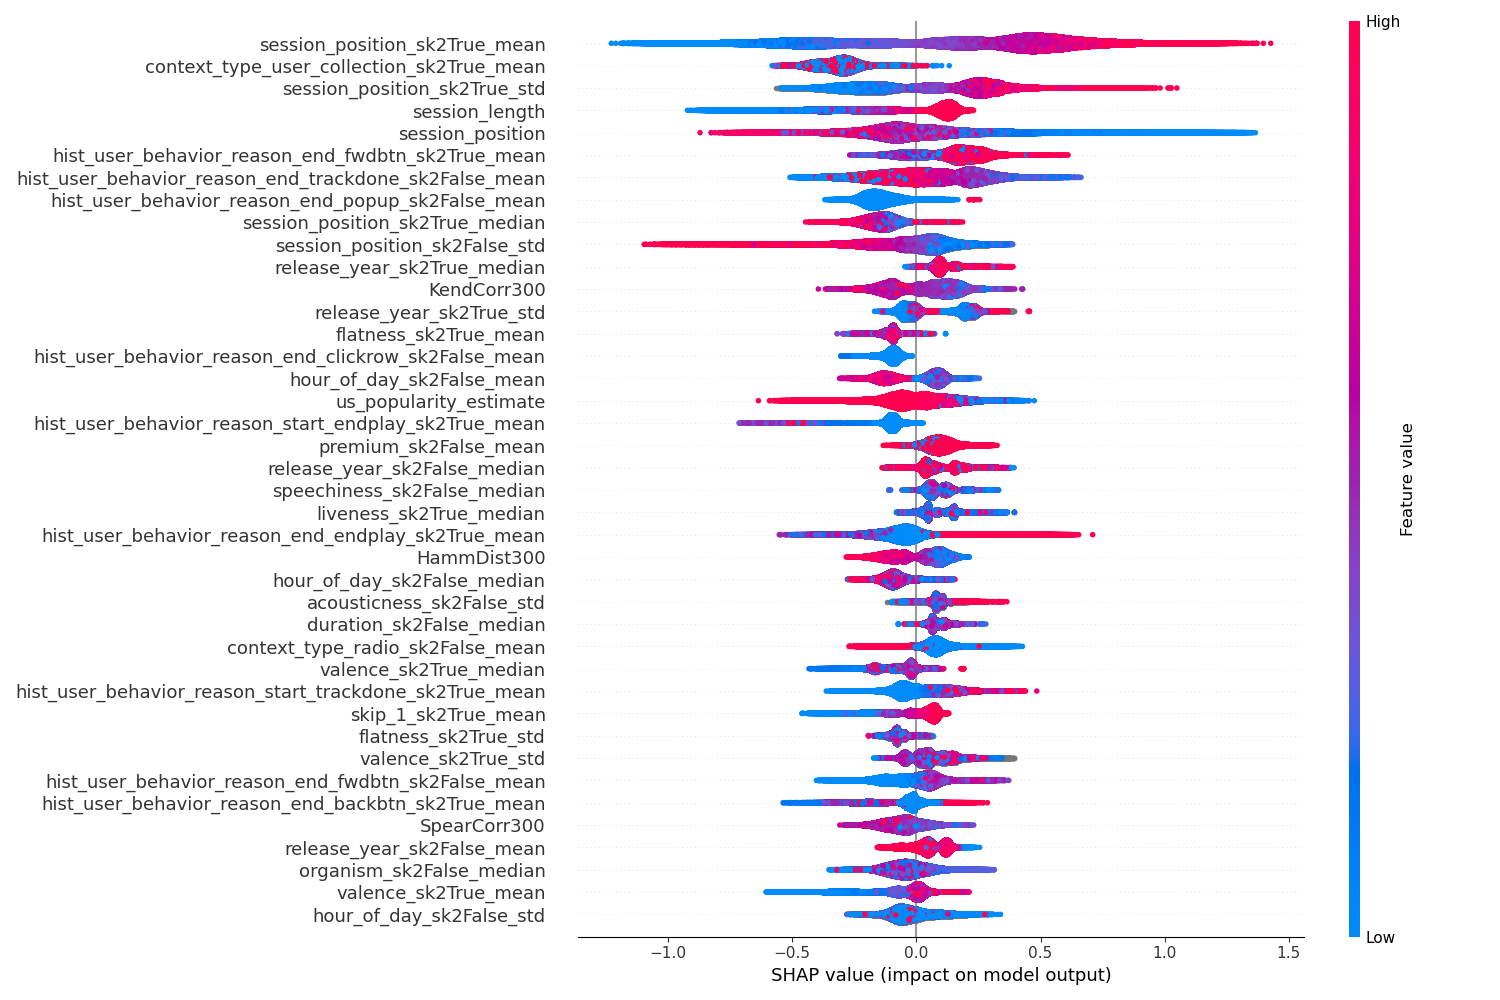 High
session_position_sk2True_mean
context_type_user_collection_sk2True_mean
session_position_sk2True_std
session_length
session_position
hist_user_behavior_reason_end_fwdbtn_sk2True_mean
hist_user_behavior_reason_end_trackdone_sk2False_mean
hist_user_behavior_reason_end_popup_sk2False_mean
session_position_sk2True_median
session_position_sk2False_std
release_year_sk2True_median
KendCorr300
release_year_sk2True_std
flatness_sk2True_mean
hist_user_behavior_reason_end_clickrow_sk2False_mean
hour_of_day_sk2False_mean
us_popularity_estimate
hist_user_behavior_reason_start_endplay_sk2True_mean
premium_sk2False_mean
release_year_sk2False_median
speechiness_sk2False_median
liveness_sk2True_median
hist_user_behavior_reason_end_endplay_sk2True_mean
HammDist300
hour_of_day_sk2False_median
acousticness_sk2False_std
duration_sk2False_median
context_type_radio_sk2False_mean
valence_sk2True_median
hist_user_behavior_reason_start_trackdone_sk2True_mean
skip_1_sk2True_mean
flatness_sk2True_std
valence_sk2True_std
hist_user_behavior_reason_end_fwdbtn_sk2False_mean
hist_user_behavior_reason_end_backbtn_sk2True_mean
SpearCorr300
release_year_sk2False_mean
organism_sk2False_median
valence_sk2True_mean
hour_of_day_sk2False_std
Feature value
Low
−1.0 −0.5 0.0 0.5 1.0 1.5
SHAP value (impact on model output)